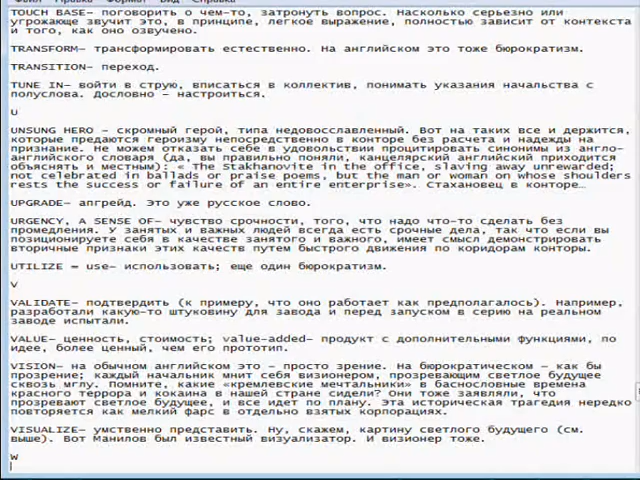 TOUCH BASE- поговорить о чем-то, затронуть вопрос. Насколько серьезно или
угрожающе звучит это, в принципе, легкое выражение, полностью зависит от контекста
и того, как оно озвучено.
TRANSFORM- трансформировать естественно. На английском это тоже бюрократизм.
TRANSITION- переход.
TUNE IN- войти в струю, вписаться в коллектив, понимать указания начальства с
полуслова. Дословно – настроиться.
U
UNSUNG HERO – скромный герой, типа недовосславленный. Вот на таких все и держится,
которые предаются героизму непосредственно в конторе без расчета и надежды на
признание. Не можем отказать себе в удовольствии процитировать синонимы из англо-
английского словаря (да, вы правильно поняли, канцелярский английский приходится
объяснять и местным): « The Stakhanovite in the office, slaving away unrewarded;
not celebrated in ballads or praise poems, but the man or woman on whose shoulders
rests the success or failure of an entire enterprise». Стахановец в конторе…
UPGRADE- апгрейд. Это уже русское слово.
URGENCY, A SENSE OF- чувство срочности, того, что надо что-то сделать без
промедления. У занятых и важных людей всегда есть срочные дела, так что если вы
позиционируете себя в качестве занятого и важного, имеет смысл демонстрировать
вторичные признаки этих качеств путем быстрого движения по коридорам конторы.
UTILIZE = use- использовать; еще один бюрократизм.
V
VALIDATE- подтвердить (к примеру, что оно работает как предполагалось). Например,
разработали какую-то штуковину для завода и перед запуском в серию на реальном
заводе испытали.
VALUE- ценность, стоимость; value-added- продукт с дополнительными функциями, по
идее, более ценный, чем его прототип.
VISION- на обычном английском это – просто зрение. На бюрократическом – как бы
прозрение; каждый начальник мнит себя визионером, прозревающим светлое будущее
сквозь мглу. Помните, какие «кремлевские мечтальники» в баснословные времена
красного террора и кокаина в нашей стране сидели? Они тоже заявляли, что
прозревают светлое будущее, и все идет по плану. Эта историческая трагедия нередко
повторяется как мелкий фарс в отдельно взятых корпорациях.
VISUALIZE- умственно представить. Ну, скажем, картину светлого будущего (см.
выше). Вот Манилов был известный визуализатор. И визионер тоже.
W